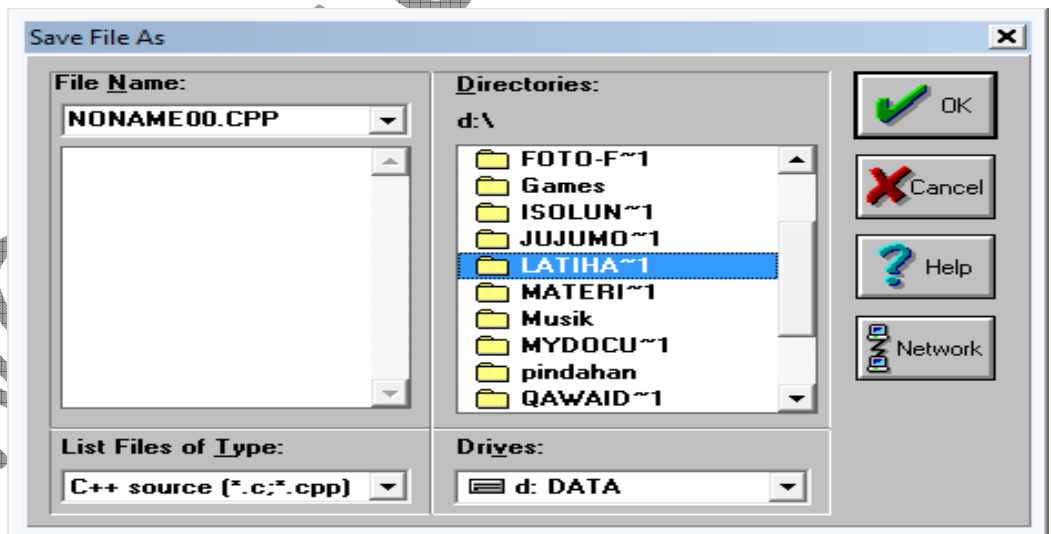 Save File As
File Name:
NONAME00.CPP
Directories:
d:\
FOTO-F~1
Games
ISOLUN~1
JUJUMO~1
LATIHA~1
MATERI~1
Musik
MYDOCU~1
pindahan
QAWAID~1
OK
Cancel
Help
Network
List Files of Type:
C++ source (*.c;*.cpp)
Drives:
d: DATA